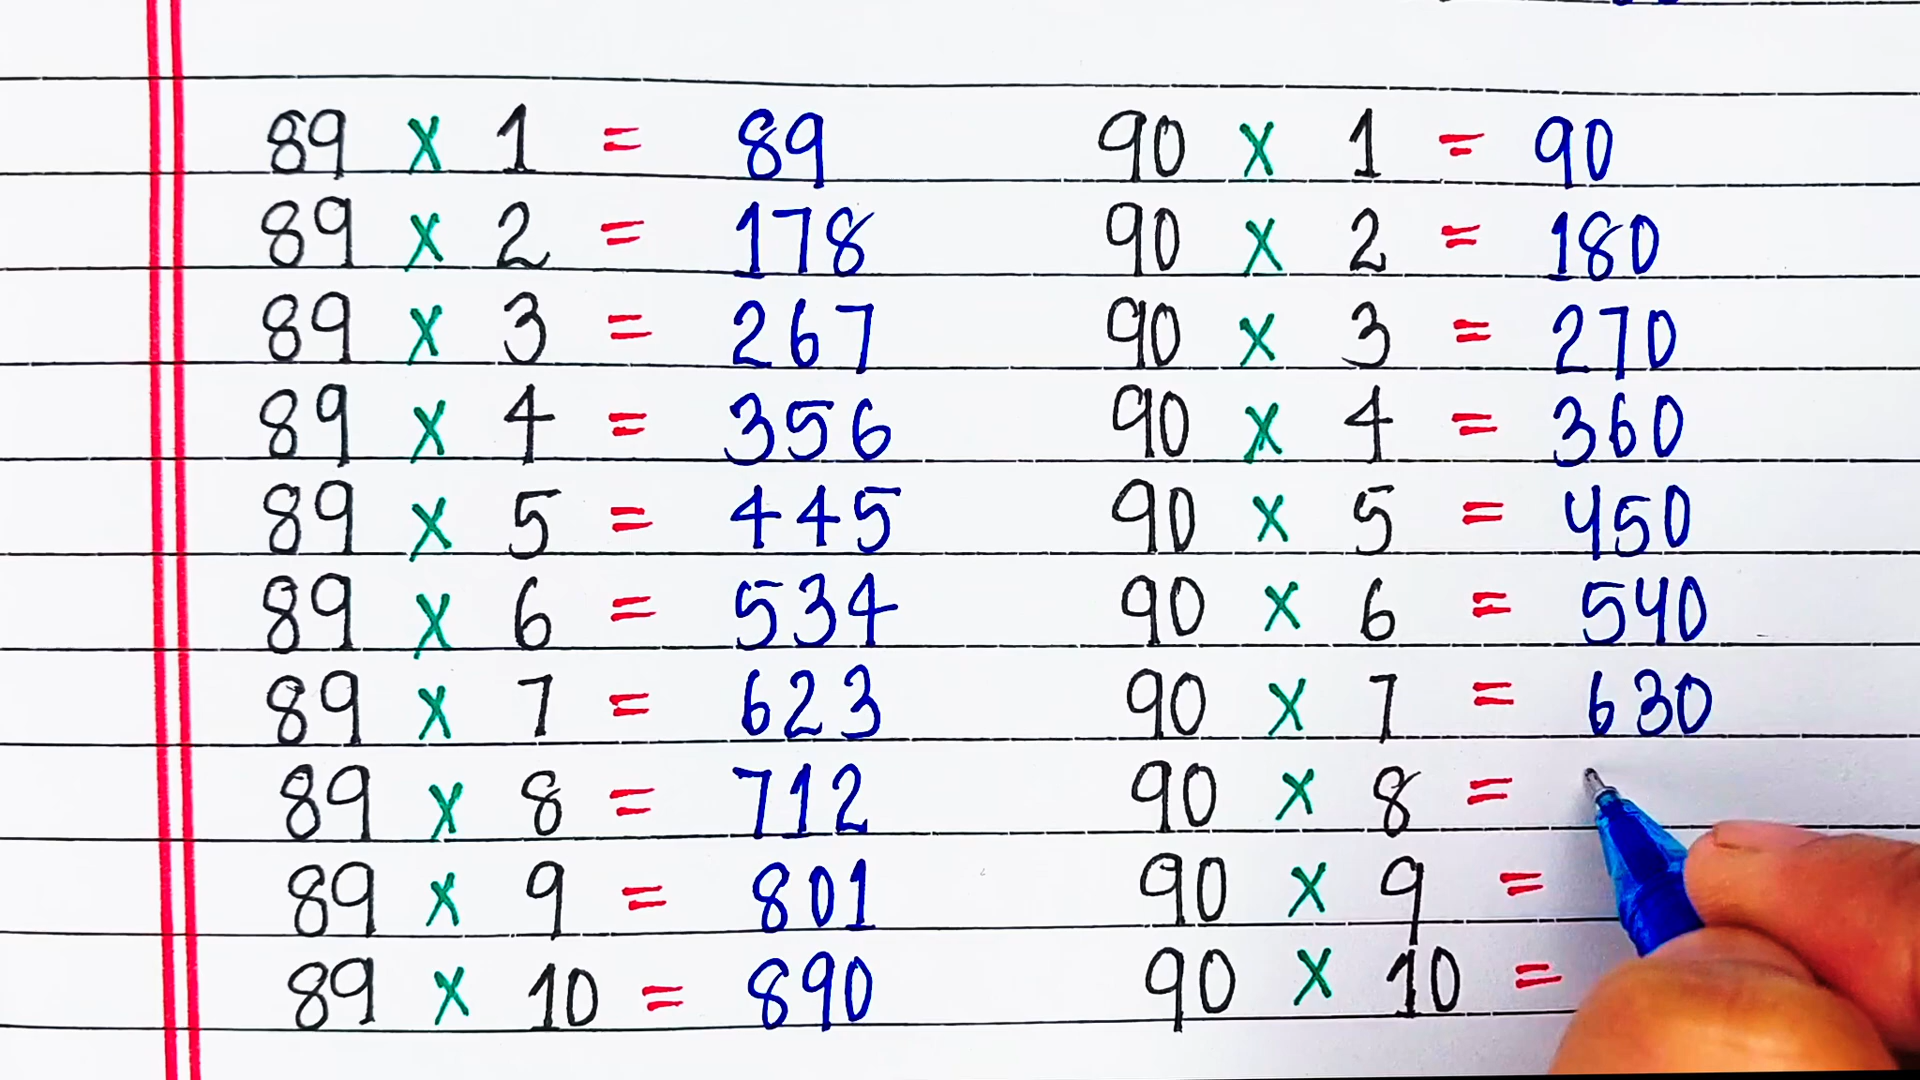 89 x 1 = 89
89 x 2 = 178
89 x 3 = 267
89 x 4 = 356
89 x 5 = 445
89 x 6 = 534
89 x 7 = 623
89 x 8 = 712
89 x 9 = 801
89 x 10 = 890
90 x 1 = 90
90 x 2 = 180
90 x 3 = 270
90 x 4 = 360
90 x 5 = 450
90 x 6 = 540
90 x 7 = 630
90 x 8 =
90 x 9 =
90 x 10 =